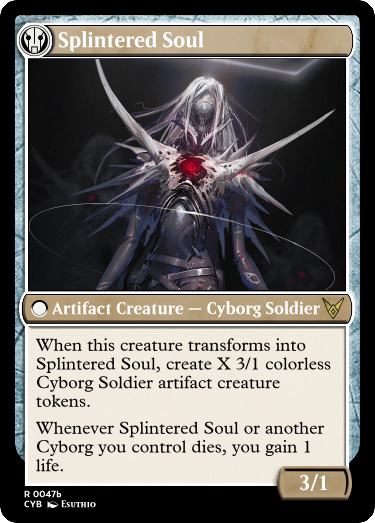 Splintered Soul
Artifact Creature — Cyborg Soldier
When this creature transforms into
Splintered Soul, create X 3/1 colorless
Cyborg Soldier artifact creature
tokens.
Whenever Splintered Soul or another
Cyborg you control dies, you gain 1
life.
3/1
R 0047b
CYB Esuthio